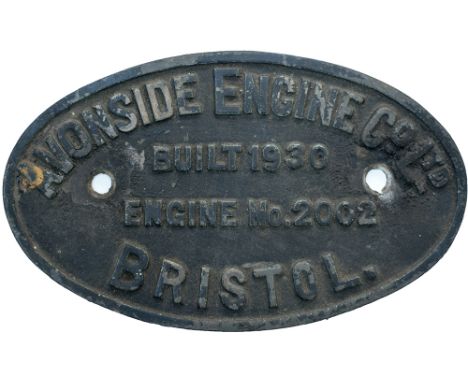 AVONSIDE ENGINE CO. LTD
BUILT 1930
ENGINE No. 2002
BRISTOL.